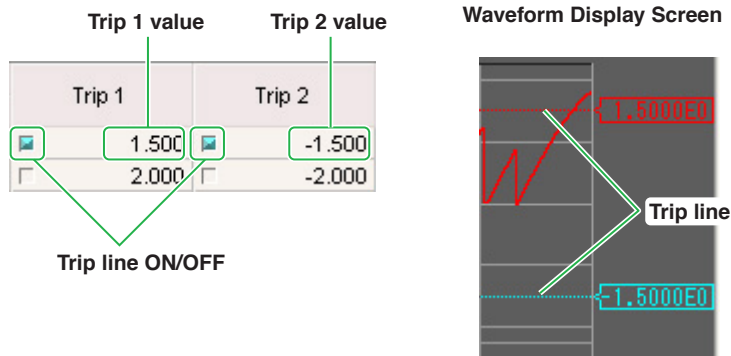 Trip 1 value
Trip 2 value
Waveform Display Screen
Trip 1
Trip 2
1.500
-1.500
2.000
-2.000
Trip line ON/OFF
1.5000E0
Trip line
-1.5000E0